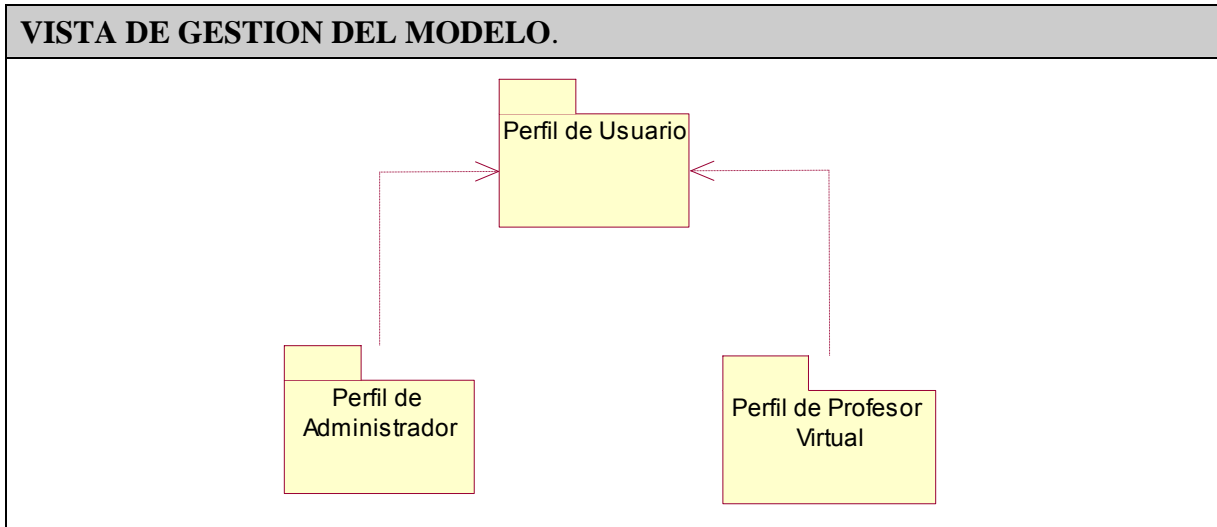 VISTA DE GESTION DEL MODELO.
Perfil de Usuario
Perfil de
Administrador
Perfil de Profesor
Virtual